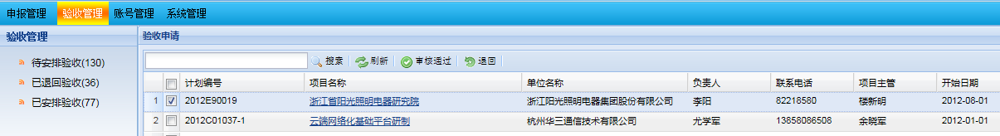 申报管理 验收管理 账号管理 系统管理
验收管理
待安排验收(130)
已退回验收(36)
已安排验收(77)
验收申请
搜索 刷新 审核通过 退回
计划编号 项目名称 单位名称 负责人 联系电话 项目主管 开始日期
1 2012E90019 浙江省阳光照明电器研究院 浙江阳光照明电器集团股份有限公司 李阳 82218580 楼新明 2012-08-01
2 2012C01037-1 云端网络化基础平台研制 杭州华三通信技术有限公司 尤学军 13858086508 余晓军 2012-01-01